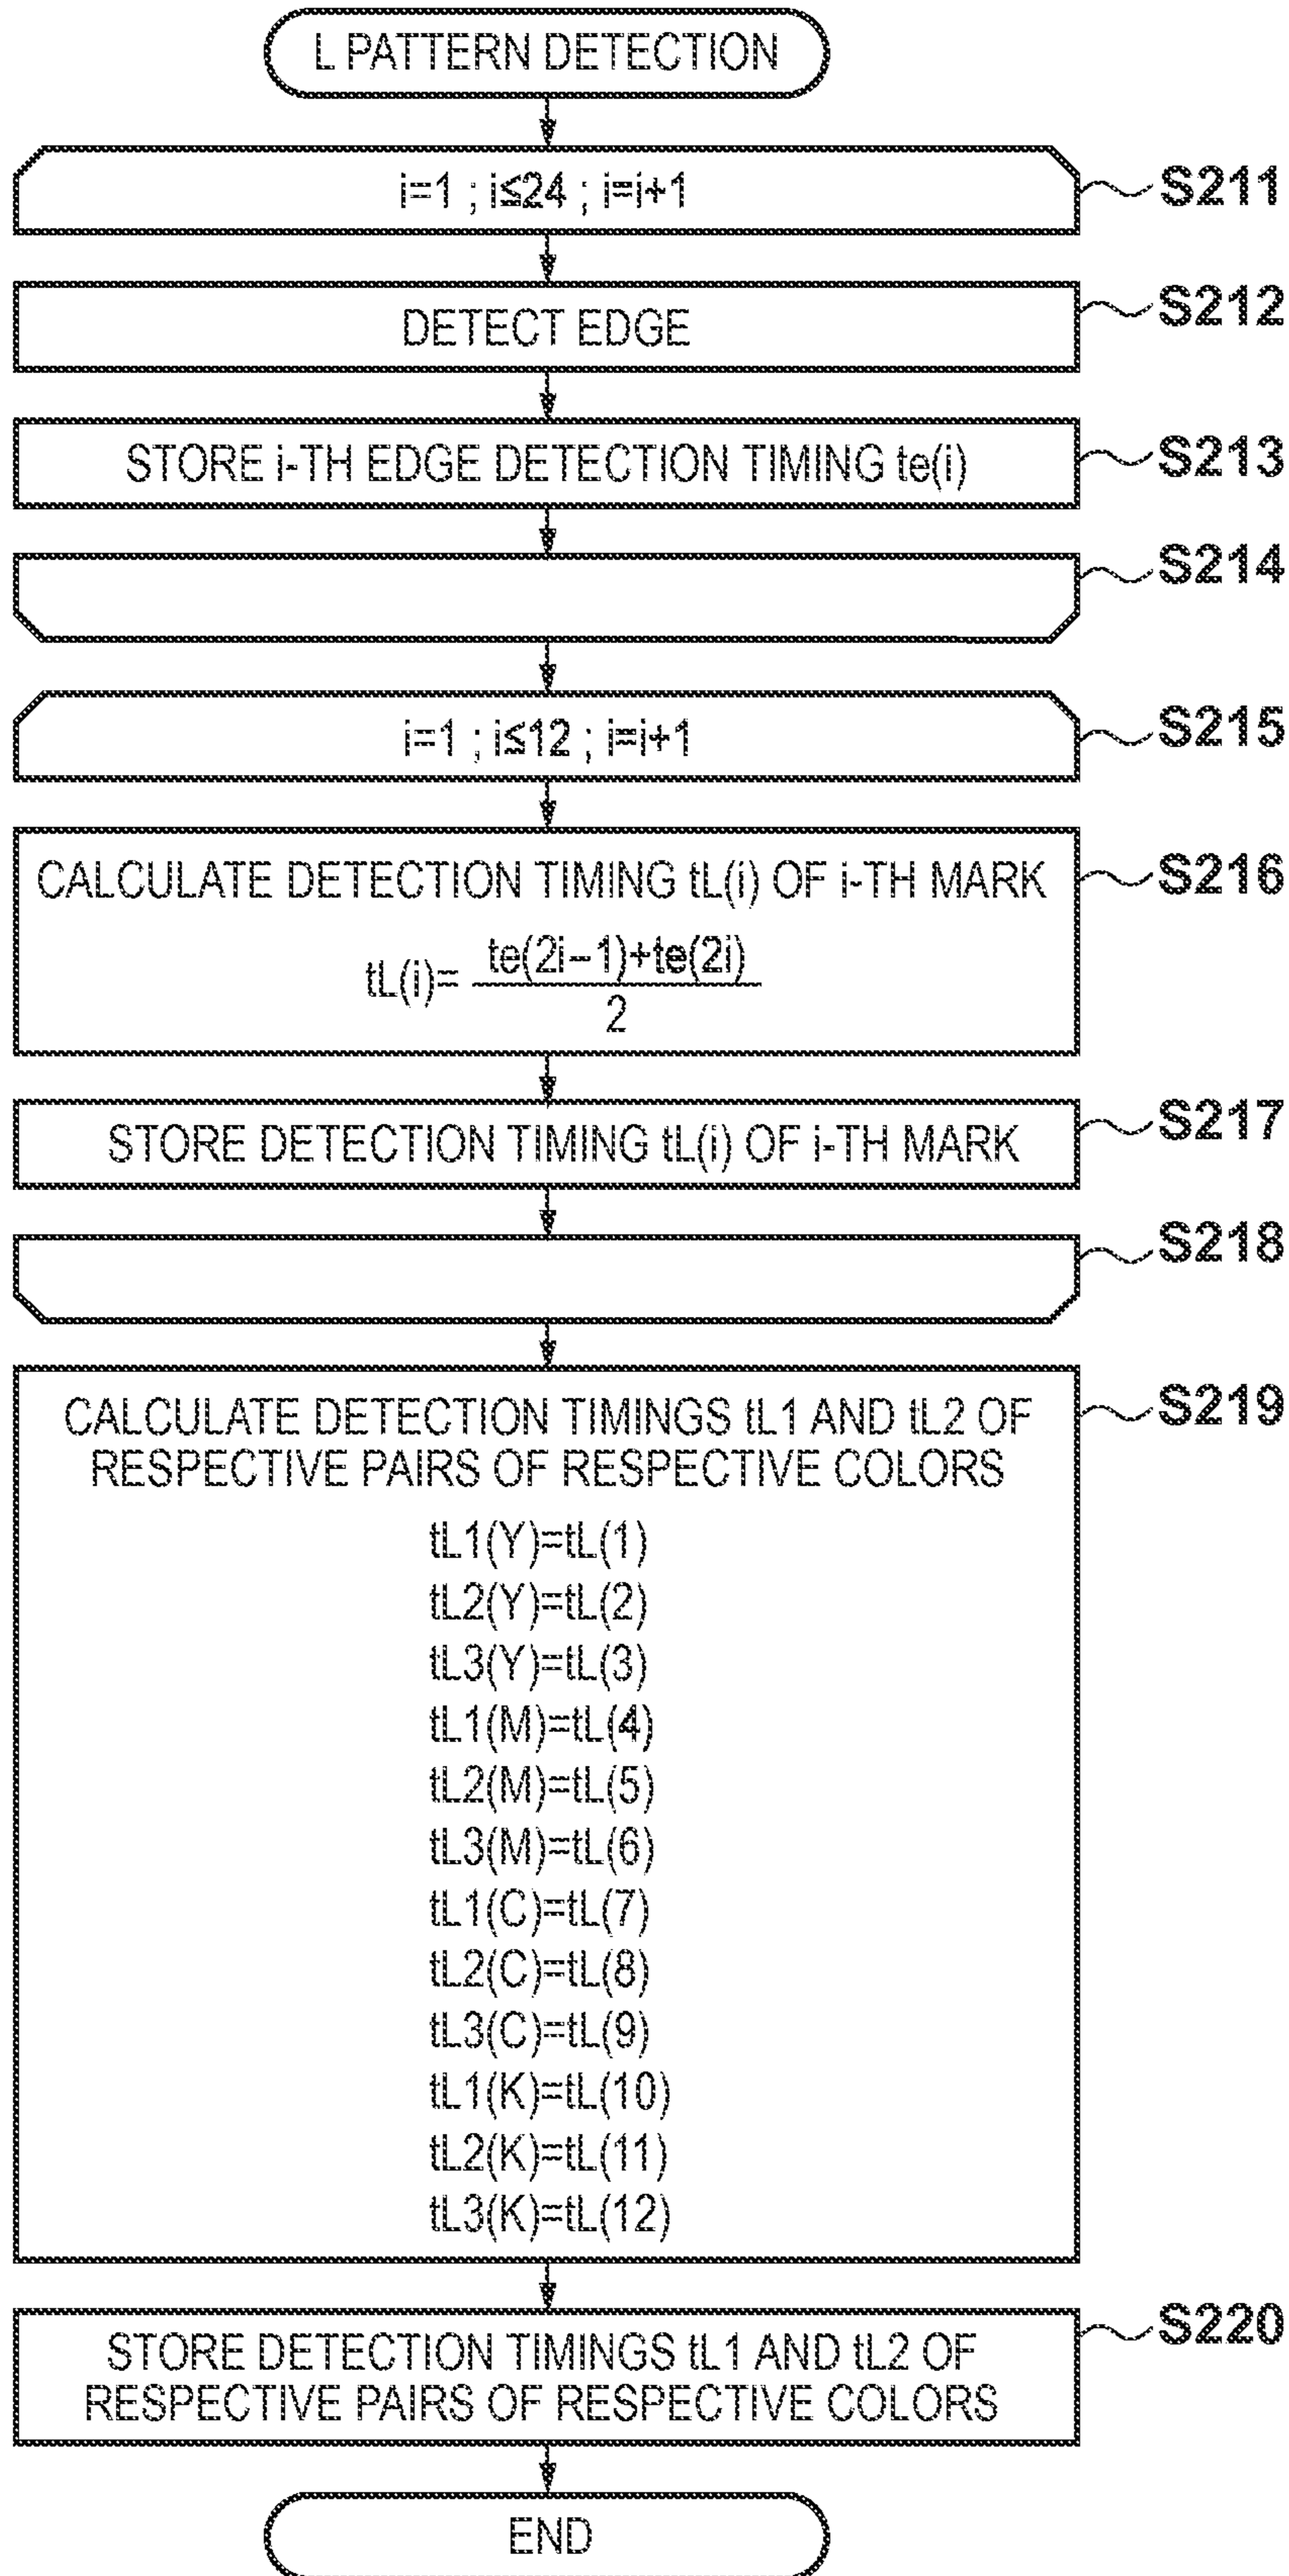 L PATTERN DETECTION
i=1 ; i≤24 ; i=i+1
S211
DETECT EDGE
S212
STORE i-TH EDGE DETECTION TIMING te(i)
S213
S214
i=1 ; i≤12 ; i=i+1
S215
CALCULATE DETECTION TIMING tL(i) OF i-TH MARK
S216
tL(i)= te(2i-1)+te(2i)
2
STORE DETECTION TIMING tL(i) OF i-TH MARK
S217
S218
CALCULATE DETECTION TIMINGS tL1 AND tL2 OF
S219
RESPECTIVE PAIRS OF RESPECTIVE COLORS
tL1(Y)=tL(1)
tL2(Y)=tL(2)
tL3(Y)=tL(3)
tL1(M)=tL(4)
tL2(M)=tL(5)
tL3(M)=tL(6)
tL1(C)=tL(7)
tL2(C)=tL(8)
tL3(C)=tL(9)
tL1(K)=tL(10)
tL2(K)=tL(11)
tL3(K)=tL(12)
STORE DETECTION TIMINGS tL1 AND tL2 OF
S220
RESPECTIVE PAIRS OF RESPECTIVE COLORS
END